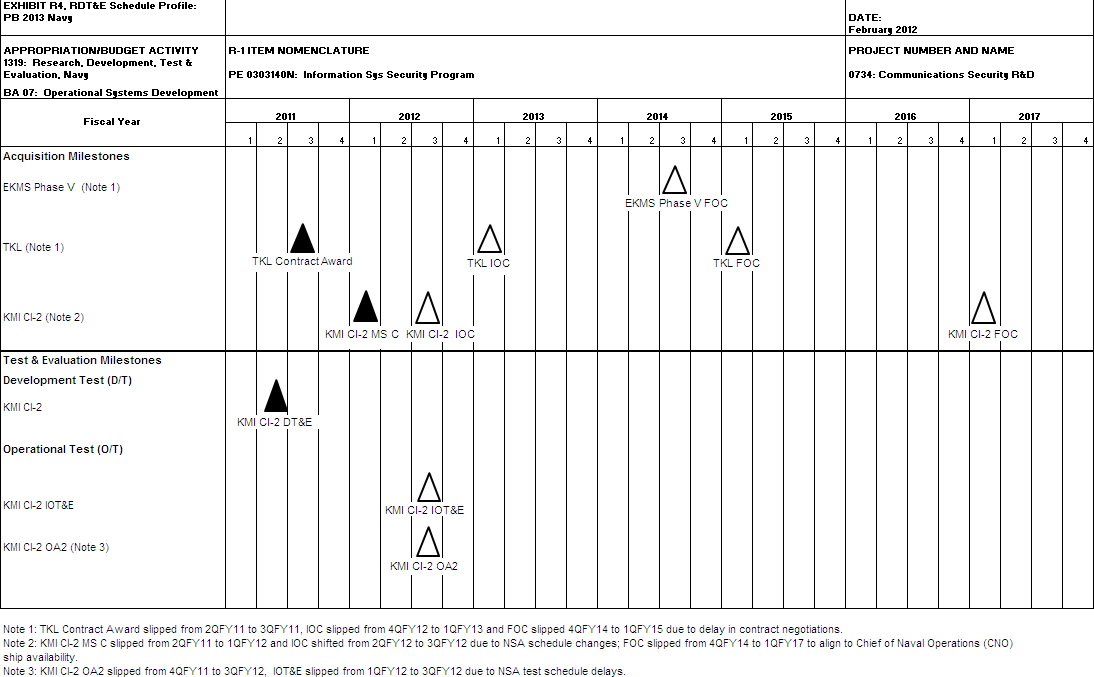 EXHIBIT R4, RDT&E Schedule Profile:
PB 2013 Navy
DATE:
February 2012
APPROPRIATION/BUDGET ACTIVITY
1319: Research, Development, Test &
Evaluation, Navy
BA 07: Operational Systems Development
R-1 ITEM NOMENCLATURE
PE 0303140N: Information Sys Security Program
PROJECT NUMBER AND NAME
0734: Communications Security R&D
Fiscal Year
2011 2012 2013 2014 2015 2016 2017
1 2 3 4 1 2 3 4 1 2 3 4 1 2 3 4 1 2 3 4 1 2 3 4 1 2 3 4
Acquisition Milestones
EKMS Phase V (Note 1)
EKMS Phase V FOC
TKL (Note 1)
TKL Contract Award TKL IOC TKL FOC
KMI CI-2 (Note 2)
KMI CI-2 MS C KMI CI-2 IOC KMI CI-2 FOC
Test & Evaluation Milestones
Development Test (D/T)
KMI CI-2
KMI CI-2 DT&E
Operational Test (O/T)
KMI CI-2 IOT&E
KMI CI-2 IOT&E
KMI CI-2 OA2 (Note 3)
KMI CI-2 OA2
Note 1: TKL Contract Award slipped from 2QFY11 to 3QFY11, IOC slipped from 4QFY12 to 1QFY13 and FOC slipped 4QFY14 to 1QFY15 due to delay in contract negotiations.
Note 2: KMI CI-2 MS C slipped from 2QFY11 to 1QFY12 and IOC shifted from 2QFY12 to 3QFY12 due to NSA schedule changes; FOC slipped from 4QFY14 to 1QFY17 to align to Chief of Naval Operations (CNO)
ship availability.
Note 3: KMI CI-2 OA2 slipped from 4QFY11 to 3QFY12, IOT&E slipped from 1QFY12 to 3QFY12 due to NSA test schedule delays.